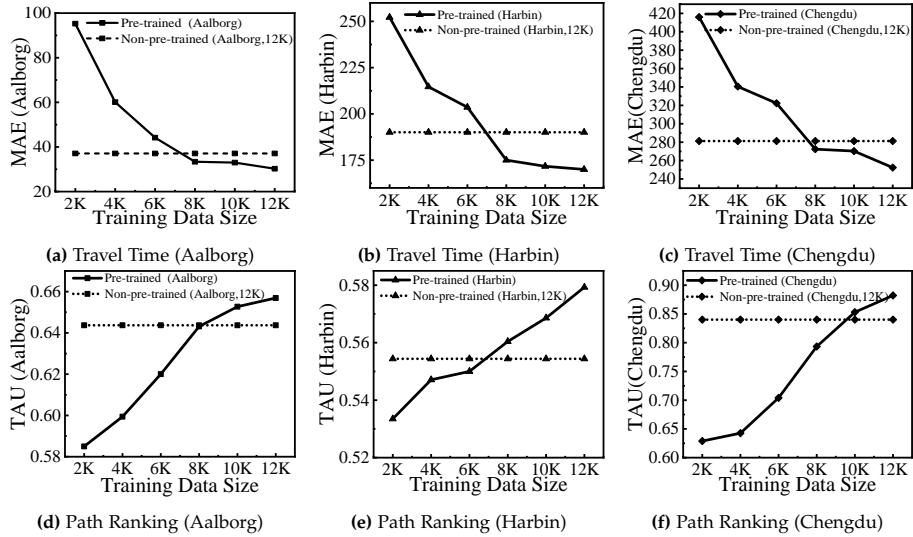 Pre-trained (Aalborg)
Non-pre-trained (Aalborg,12K)
MAE (Aalborg)
100
80
60
40
20
2K 4K 6K 8K 10K 12K
Training Data Size
(a) Travel Time (Aalborg)
Pre-trained (Harbin)
Non-pre-trained (Harbin,12K)
MAE (Harbin)
250
225
200
175
2K 4K 6K 8K 10K 12K
Training Data Size
(b) Travel Time (Harbin)
Pre-trained (Chengdu)
Non-pre-trained (Chengdu,12K)
MAE(Chengdu)
420
400
380
360
340
320
300
280
260
240
2K 4K 6K 8K 10K 12K
Training Data Size
(c) Travel Time (Chengdu)
Pre-trained (Aalborg)
Non-pre-trained (Aalborg,12K)
TAU (Aalborg)
0.66
0.64
0.62
0.60
0.58
2K 4K 6K 8K 10K 12K
Training Data Size
(d) Path Ranking (Aalborg)
Pre-trained (Harbin)
Non-pre-trained (Harbin,12K)
TAU (Harbin)
0.58
0.56
0.54
0.52
2K 4K 6K 8K 10K 12K
Training Data Size
(e) Path Ranking (Harbin)
Pre-trained (Chengdu)
Non-pre-trained (Chengdu,12K)
TAU(Chengdu)
0.90
0.85
0.80
0.75
0.70
0.65
0.60
2K 4K 6K 8K 10K 12K
Training Data Size
(f) Path Ranking (Chengdu)